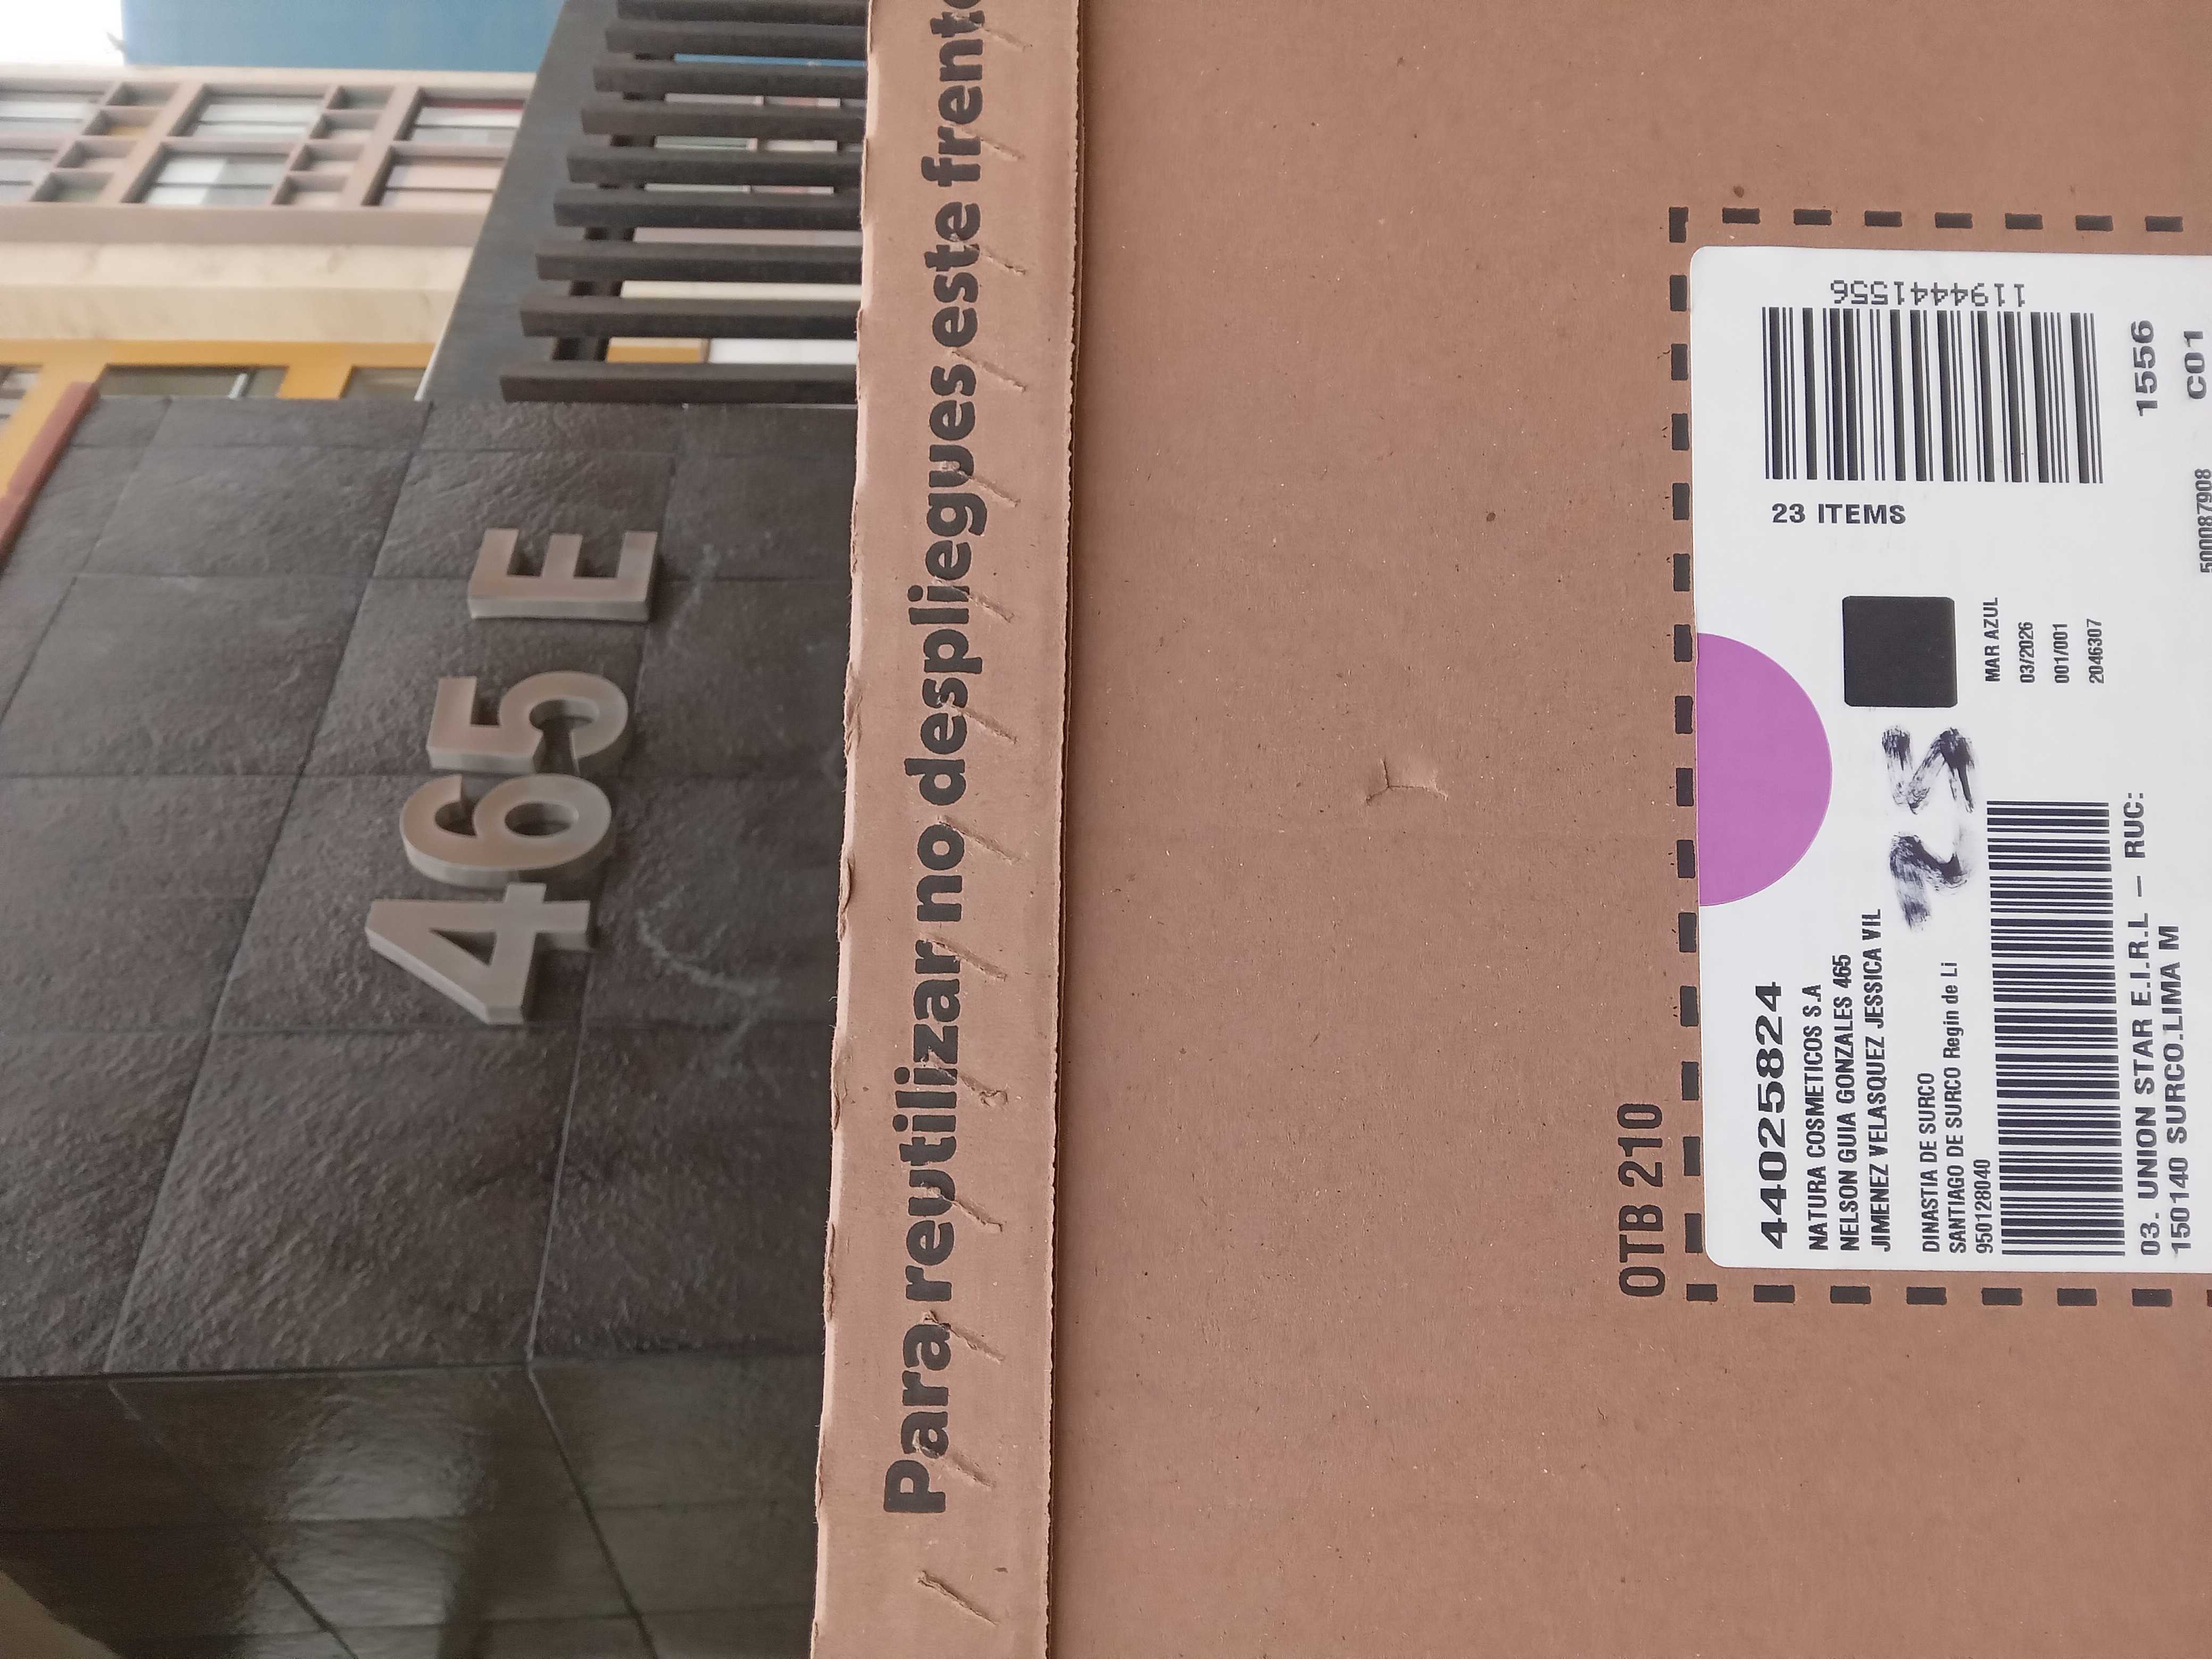 465 E
Para reutilizar no despliegues este frente
OTB 210
44025824
NATURA COSMETICOS S.A
NELSON GUIA GONZALES 465
JIMENEZ VELASQUEZ JESSICA VIL
DINASTIA DE SURCO
SANTIAGO DE SURCO Regin de Li
950128040
23 ITEMS
1194441556
MAR AZUL
03/2026
001/001
2046307
03. UNION STAR E.I.R.L – RUC:
1556
150140 SURCO.LIMA M
C01
500087908